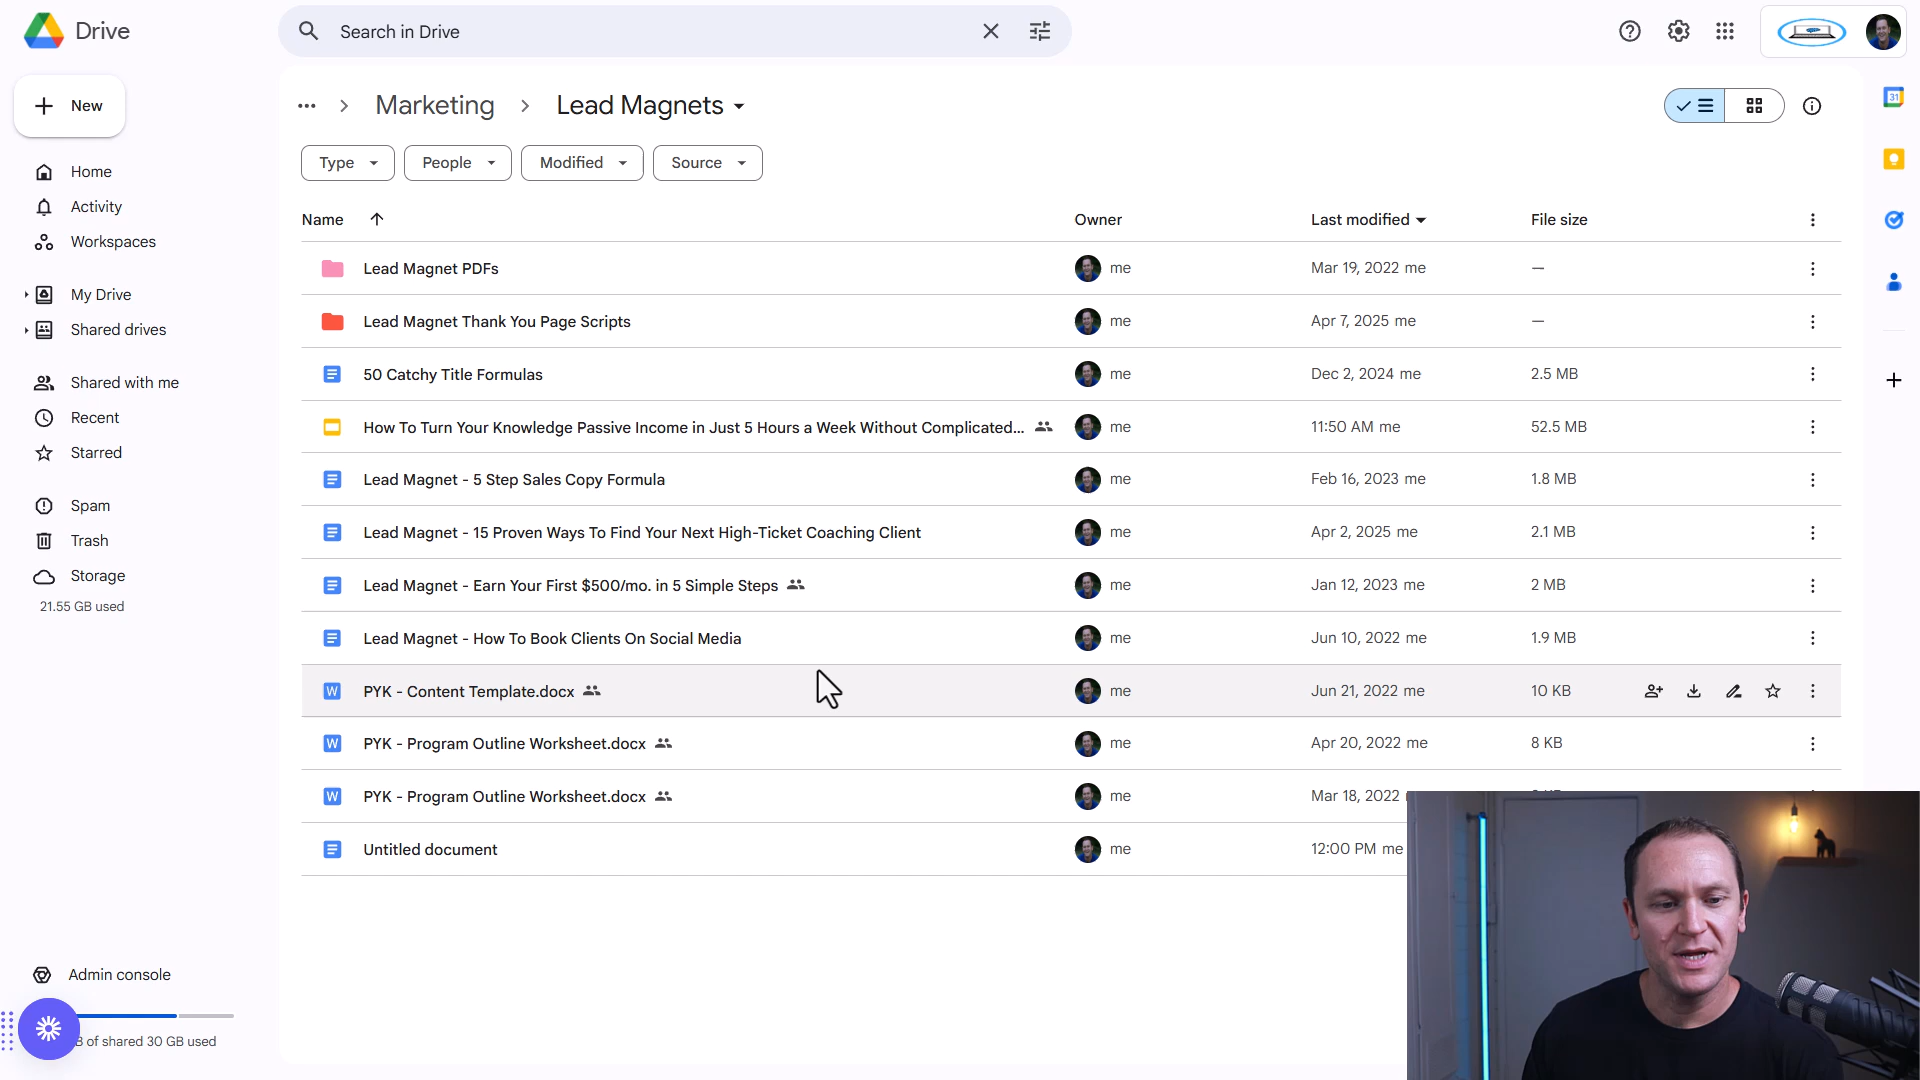 Drive
Search in Drive
New
Home
Activity
Workspaces
My Drive
Shared drives
Shared with me
Recent
Starred
Spam
Trash
Storage
21.55 GB used
Admin console
B of shared 30 GB used
Marketing
Lead Magnets
Type
People
Modified
Source
Name Owner Last modified File size
Lead Magnet PDFs me Mar 19, 2022 me —
Lead Magnet Thank You Page Scripts me Apr 7, 2025 me —
50 Catchy Title Formulas me Dec 2, 2024 me 2.5 MB
How To Turn Your Knowledge Passive Income in Just 5 Hours a Week Without Complicated... me 11:50 AM me 52.5 MB
Lead Magnet - 5 Step Sales Copy Formula me Feb 16, 2023 me 1.8 MB
Lead Magnet - 15 Proven Ways To Find Your Next High-Ticket Coaching Client me Apr 2, 2025 me 2.1 MB
Lead Magnet - Earn Your First $500/mo. in 5 Simple Steps me Jan 12, 2023 me 2 MB
Lead Magnet - How To Book Clients On Social Media me Jun 10, 2022 me 1.9 MB
W PYK - Content Template.docx me Jun 21, 2022 me 10 KB
W PYK - Program Outline Worksheet.docx me Apr 20, 2022 me 8 KB
W PYK - Program Outline Worksheet.docx me Mar 18, 2022
Untitled document me 12:00 PM me
31